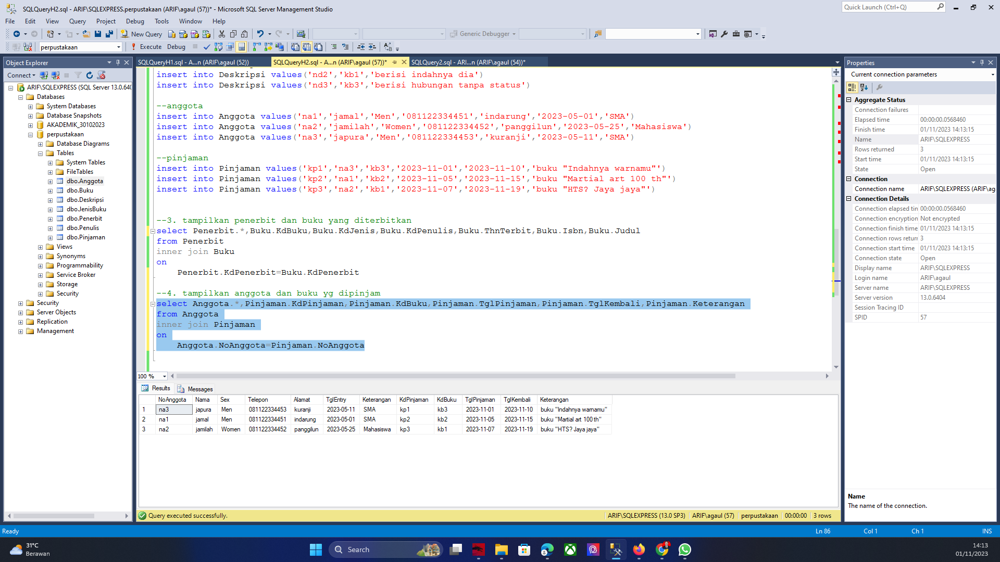 SQLQueryH2.sql - ARIF\SQLEXPRESS.perpustakaan (ARIF\agaul (57))* - Microsoft SQL Server Management Studio
Quick Launch (Ctrl+Q)
File Edit View Query Project Debug Tools Window Help
New Query
Generic Debugger
perpustakaan
Execute Debug
Object Explorer
Connect
ARIF\SQLEXPRESS (SQL Server 13.0.640
Databases
System Databases
Database Snapshots
AKADEMIK_30102023
perpustakaan
Database Diagrams
Tables
System Tables
FileTables
dbo.Anggota
dbo.Buku
dbo.Deskripsi
dbo.JenisBuku
dbo.Penerbit
dbo.Penulis
dbo.Pinjaman
Views
Synonyms
Programmability
Service Broker
Storage
Security
Security
Server Objects
Replication
Management
SQLQueryH1.sql - A...n (ARIF\agaul (52))
SQLQueryH2.sql - A...n (ARIF\agaul (57))*
SQLQuery2.sql - ARI...n (ARIF\agaul (54))*
insert into Deskripsi values('nd2','kb1','berisi indahnya dia')
insert into Deskripsi values('nd3','kb3','berisi hubungan tanpa status')
--anggota
insert into Anggota values('na1','jamal','Men','081122334451','indarung','2023-05-01','SMA')
insert into Anggota values('na2','jamilah','Women','081122334452','panggilun','2023-05-25','Mahasiswa')
insert into Anggota values('na3','japura','Men','081122334453','kuranji','2023-05-11','SMA')
--pinjaman
insert into Pinjaman values('kp1','na3','kb3','2023-11-01','2023-11-10','buku "Indahnya warnamu"')
insert into Pinjaman values('kp2','na1','kb2','2023-11-05','2023-11-15','buku "Martial art 100 th"')
insert into Pinjaman values('kp3','na2','kb1','2023-11-07','2023-11-19','buku "HTS? Jaya jaya"')
--3. tampilkan penerbit dan buku yang diterbitkan
select Penerbit.*,Buku.KdBuku,Buku.KdJenis,Buku.KdPenulis,Buku.ThnTerbit,Buku.Isbn,Buku.Judul
from Penerbit
inner join Buku
on
Penerbit.KdPenerbit=Buku.KdPenerbit
--4. tampilkan anggota dan buku yg dipinjam
select Anggota.*,Pinjaman.KdPinjaman,Pinjaman.KdBuku,Pinjaman.TglPinjaman,Pinjaman.TglKembali,Pinjaman.Keterangan
from Anggota
inner join Pinjaman
on
Anggota.NoAnggota=Pinjaman.NoAnggota
100 %
Results Messages
NoAnggota Nama Sex Telepon Alamat TglEntry Keterangan KdPinjaman KdBuku TglPinjaman TglKembali Keterangan
1 na3 japura Men 081122334453 kuranji 2023-05-11 SMA kp1 kb3 2023-11-01 2023-11-10 buku "Indahnya warnamu"
2 na1 jamal Men 081122334451 indarung 2023-05-01 SMA kp2 kb2 2023-11-05 2023-11-15 buku "Martial art 100 th"
3 na2 jamilah Women 081122334452 panggilun 2023-05-25 Mahasiswa kp3 kb1 2023-11-07 2023-11-19 buku "HTS? Jaya jaya"
Query executed successfully.
ARIF\SQLEXPRESS (13.0 SP3) ARIF\agaul (57) perpustakaan 00:00:00 3 rows
Properties
Current connection parameters
Aggregate Status
Connection failures
Elapsed time 00:00:00.0568460
Finish time 01/11/2023 14:13:15
Name ARIF\SQLEXPRESS
Rows returned 3
Start time 01/11/2023 14:13:15
State Open
Connection
Connection name ARIF\SQLEXPRESS (ARIF\ag
Connection Details
Connection elapsed tin 00:00:00.0568460
Connection encryption Not encrypted
Connection finish time 01/11/2023 14:13:15
Connection rows returr 3
Connection start time 01/11/2023 14:13:15
Connection state Open
Display name ARIF\SQLEXPRESS
Login name ARIF\agaul
Server name ARIF\SQLEXPRESS
Server version 13.0.6404
Session Tracing ID
SPID 57
Name
The name of the connection.
Ready Ln 86 Col 1 Ch 1 INS
31°C
Berawan
Search
14:13
01/11/2023